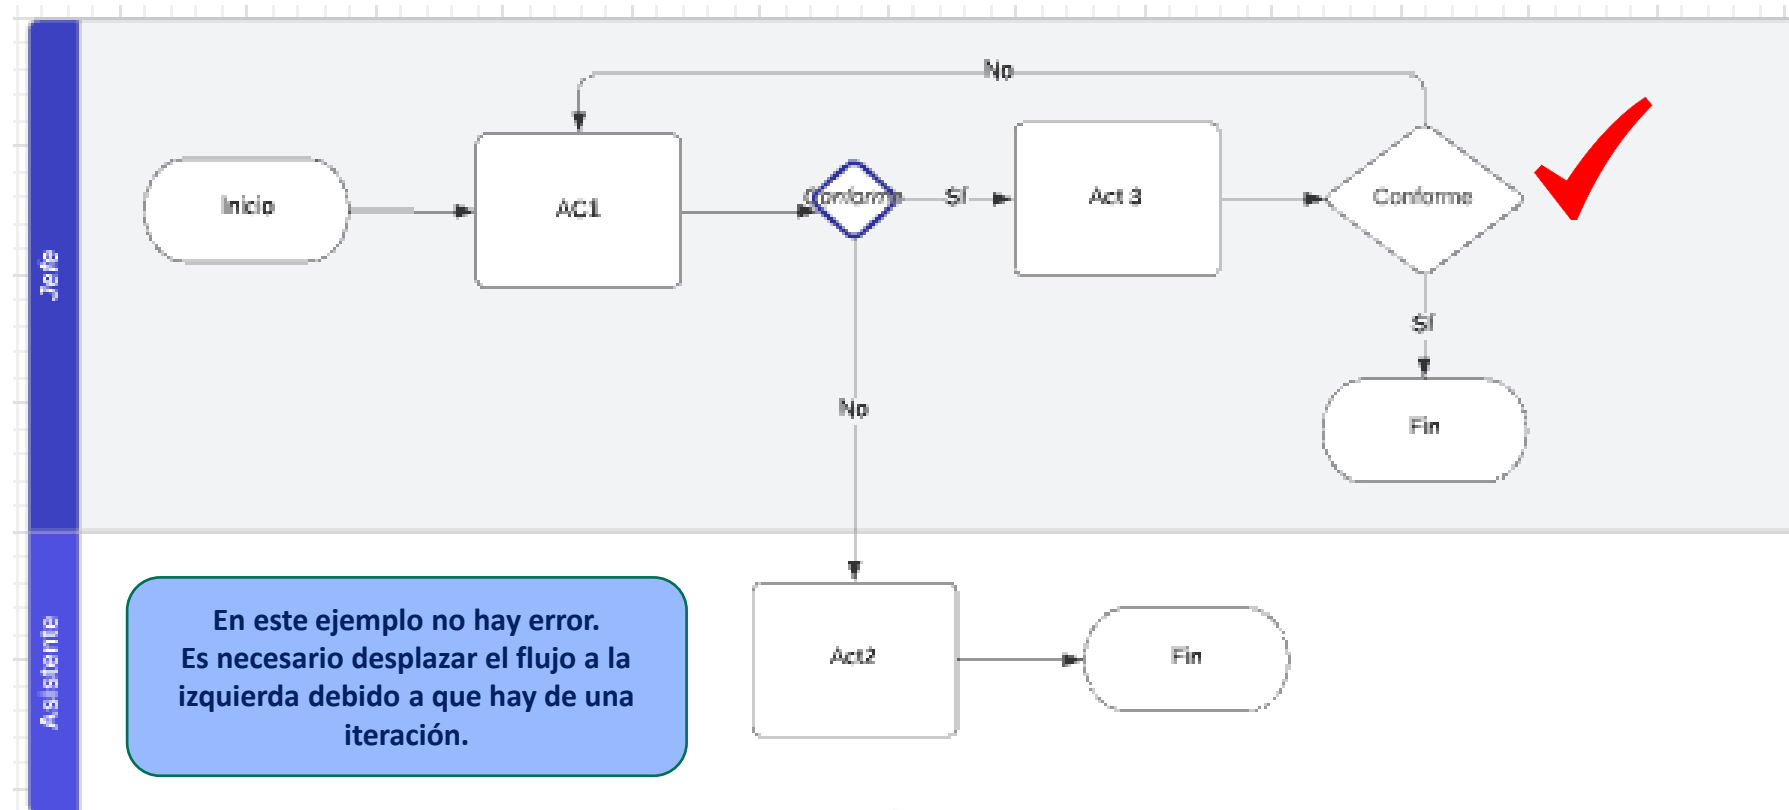 No
Inicio
AC1
Conforme
Sí
Act 3
Conforme
Jefe
Sí
No
Fin
En este ejemplo no hay error.
Es necesario desplazar el flujo a la
izquierda debido a que hay de una
iteración.
Asistente
Act2
Fin